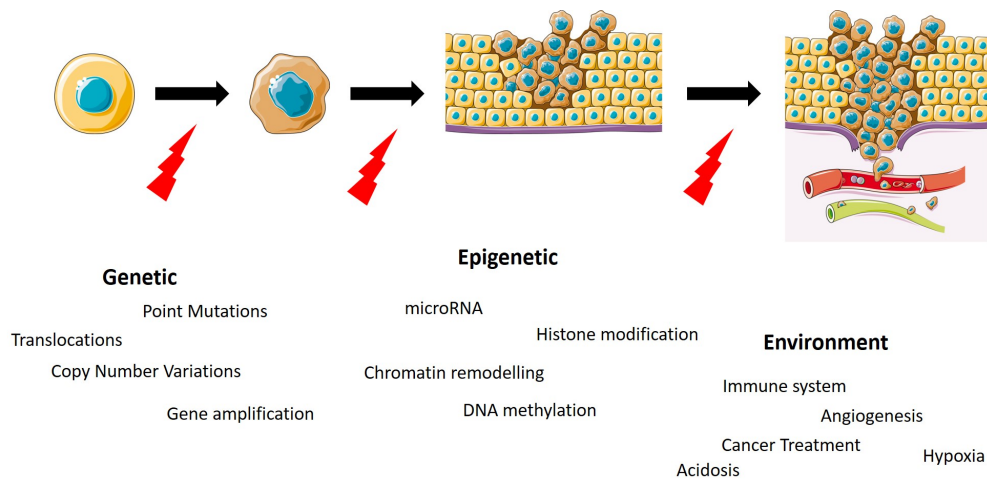 Genetic
Point Mutations
Translocations
Copy Number Variations
Gene amplification
Epigenetic
microRNA
Histone modification
Chromatin remodelling
DNA methylation
Environment
Immune system
Angiogenesis
Cancer Treatment
Hypoxia
Acidosis